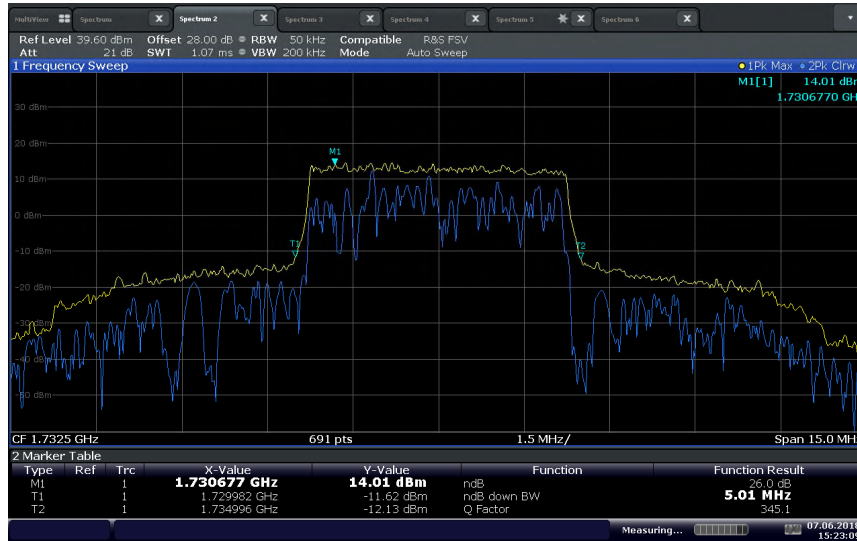 MultiView Spectrum X Spectrum 2 X Spectrum 3 X Spectrum 4 X Spectrum 5 X Spectrum 6 X
Ref Level 39.60 dBm Offset 28.00 dB RBW 50 kHz Compatible R&S FSV
Att 21 dB SWT 1.07 ms VBW 200 kHz Mode Auto Sweep
1 Frequency Sweep 1Pk Max 2Pk Clrw
M1[1] 14.01 dBm
1.7306770 GH
30 dBm
20 dBm
M1
10 dBm
0 dBm
-10 dBm
T1
T2
-20 dBm
-30 dBm
-40 dBm
-50 dBm
CF 1.7325 GHz 691 pts 1.5 MHz/ Span 15.0 MH
2 Marker Table
Type Ref Trc X-Value Y-Value Function Function Result
M1 1 1.730677 GHz 14.01 dBm ndB 26.0 dB
T1 1 1.729982 GHz -11.62 dBm ndB down BW 5.01 MHz
T2 1 1.734996 GHz -12.13 dBm Q Factor 345.1
Measuring... 07.06.2018
15:23:09